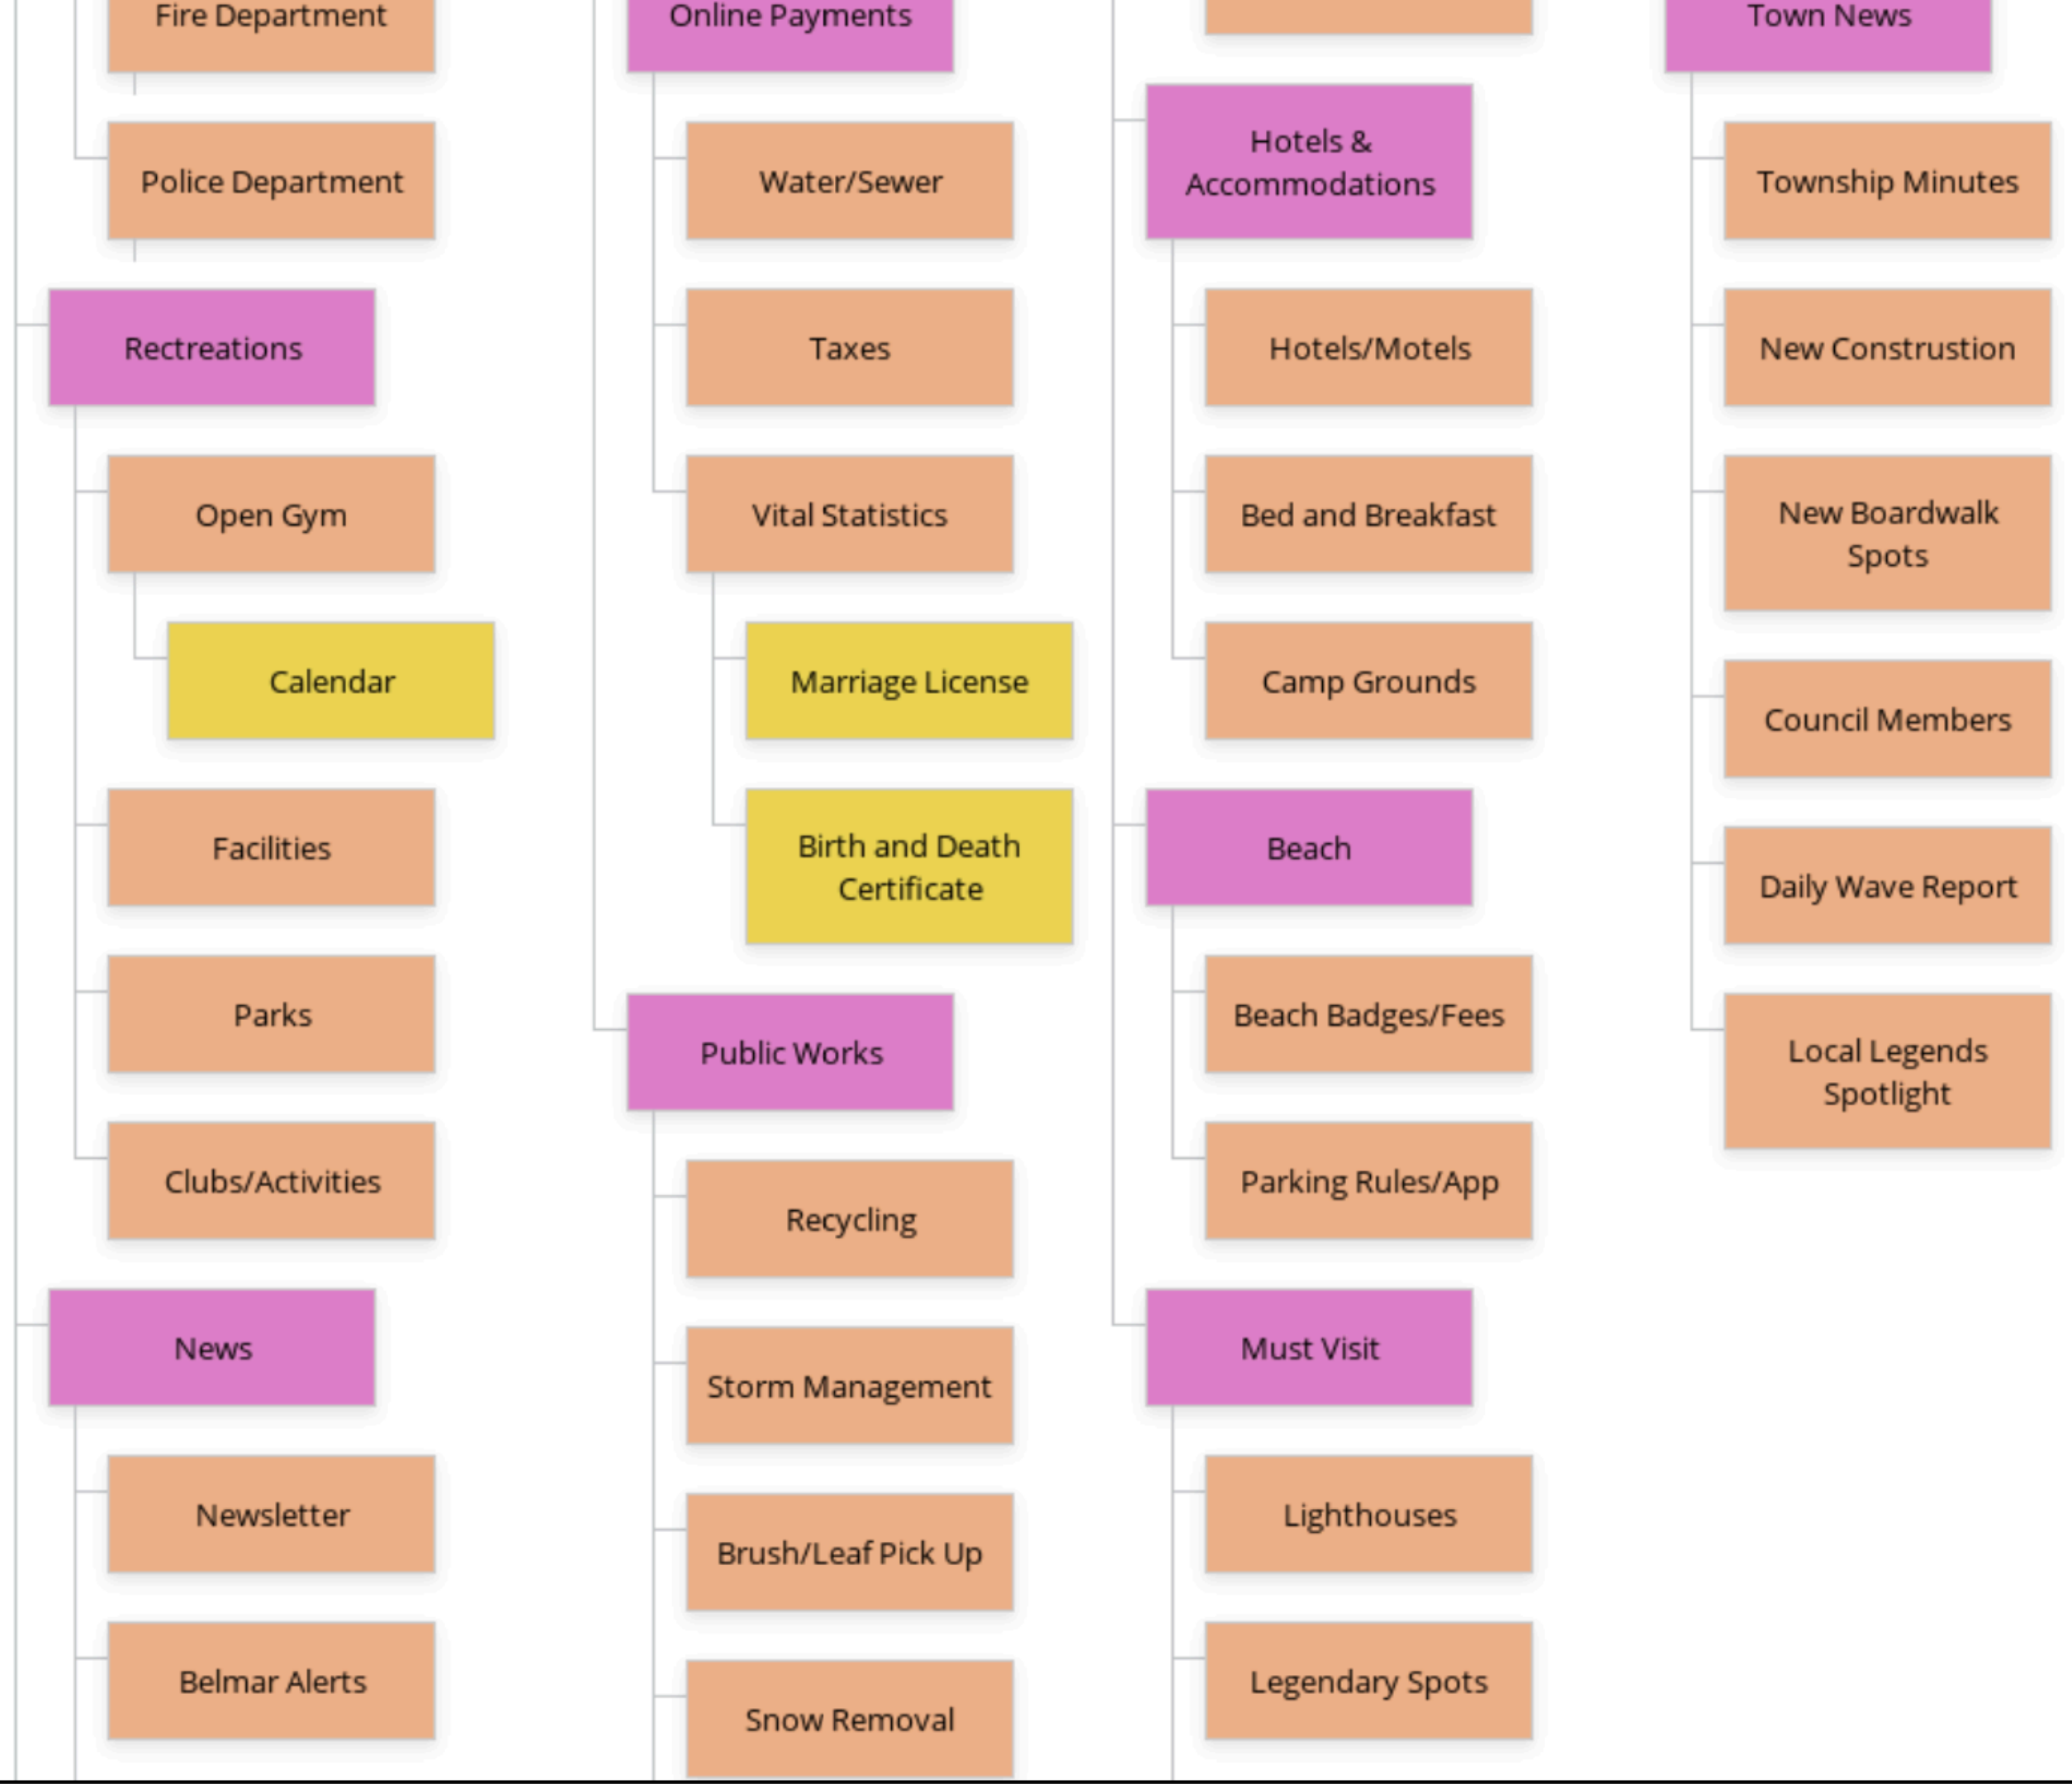 Fire Department
Police Department
Rectreations
Open Gym
Calendar
Facilities
Parks
Clubs/Activities
News
Newsletter
Belmar Alerts
Online Payments
Water/Sewer
Taxes
Vital Statistics
Marriage License
Birth and Death
Certificate
Public Works
Recycling
Storm Management
Brush/Leaf Pick Up
Snow Removal
Hotels &
Accommodations
Hotels/Motels
Bed and Breakfast
Camp Grounds
Beach
Beach Badges/Fees
Parking Rules/App
Must Visit
Lighthouses
Legendary Spots
Town News
Township Minutes
New Construstion
New Boardwalk
Spots
Council Members
Daily Wave Report
Local Legends
Spotlight